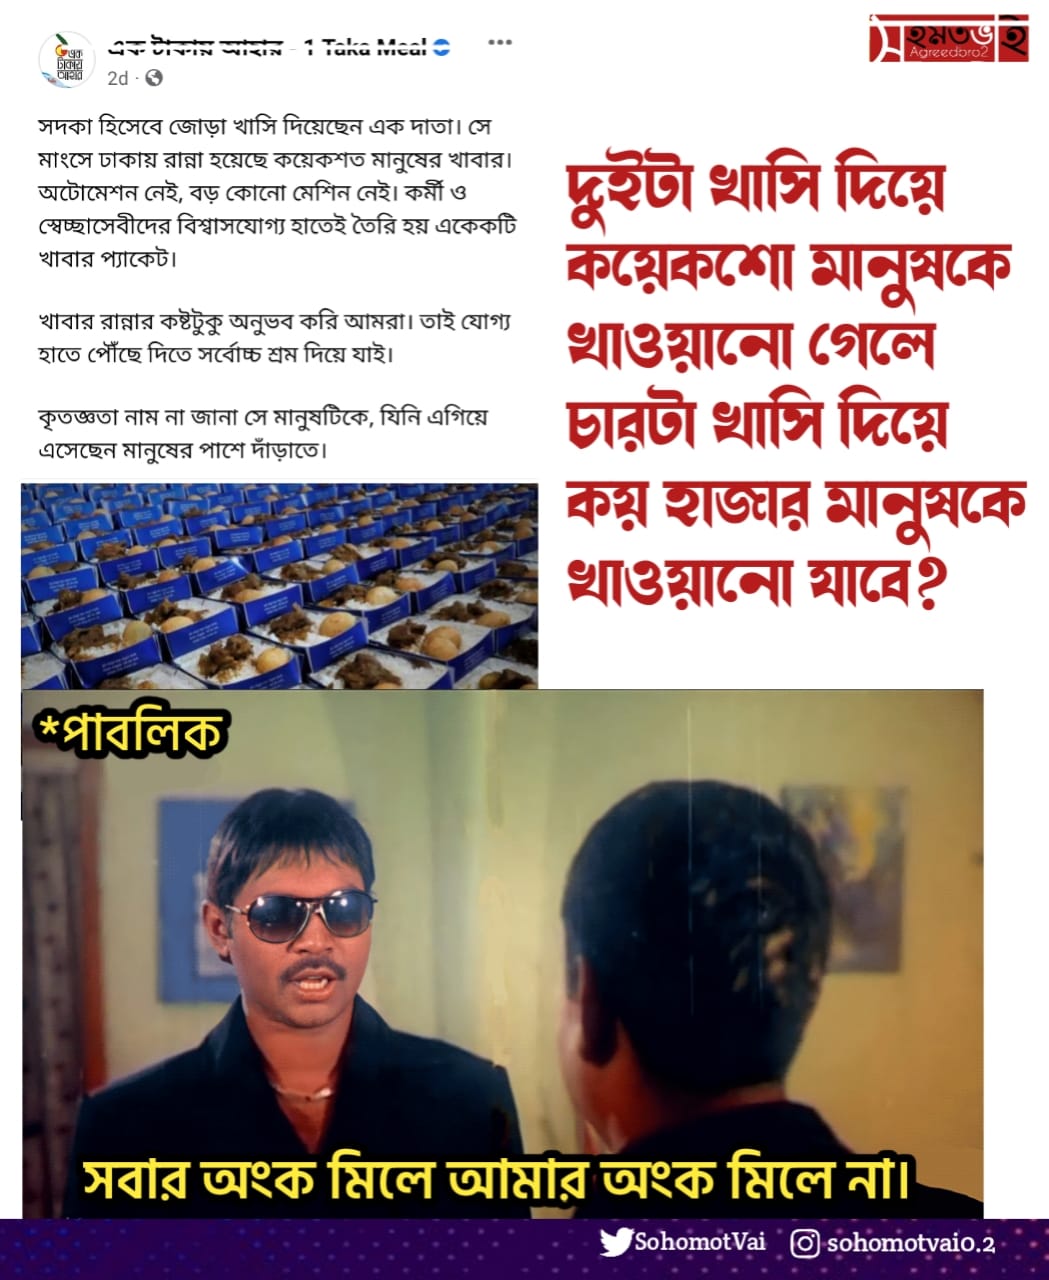 এক টাকায় আহার - 1 Taka Meal
2d
সদকা হিসেবে জোড়া খাসি দিয়েছেন এক দাতা। সে
মাংসে ঢাকায় রান্না হয়েছে কয়েকশত মানুষের খাবার।
অটোমেশন নেই, বড় কোনো মেশিন নেই। কর্মী ও
স্বেচ্ছাসেবীদের বিশ্বাসযোগ্য হাতেই তৈরি হয় একেকটি
খাবার প্যাকেট।
খাবার রান্নার কষ্টটুকু অনুভব করি আমরা। তাই যোগ্য
হাতে পৌঁছে দিতে সর্বোচ্চ শ্রম দিয়ে যাই।
কৃতজ্ঞতা নাম না জানা সে মানুষটিকে, যিনি এগিয়ে
এসেছেন মানুষের পাশে দাঁড়াতে।
সহমতভাই
Agreedbro2
দুইটা খাসি দিয়ে
কয়েকশো মানুষকে
খাওয়ানো গেলে
চারটা খাসি দিয়ে
কয় হাজার মানুষকে
খাওয়ানো যাবে?
*পাবলিক
সবার অংক মিলে আমার অংক মিলে না।
SohomotVai
sohomotvaio.2